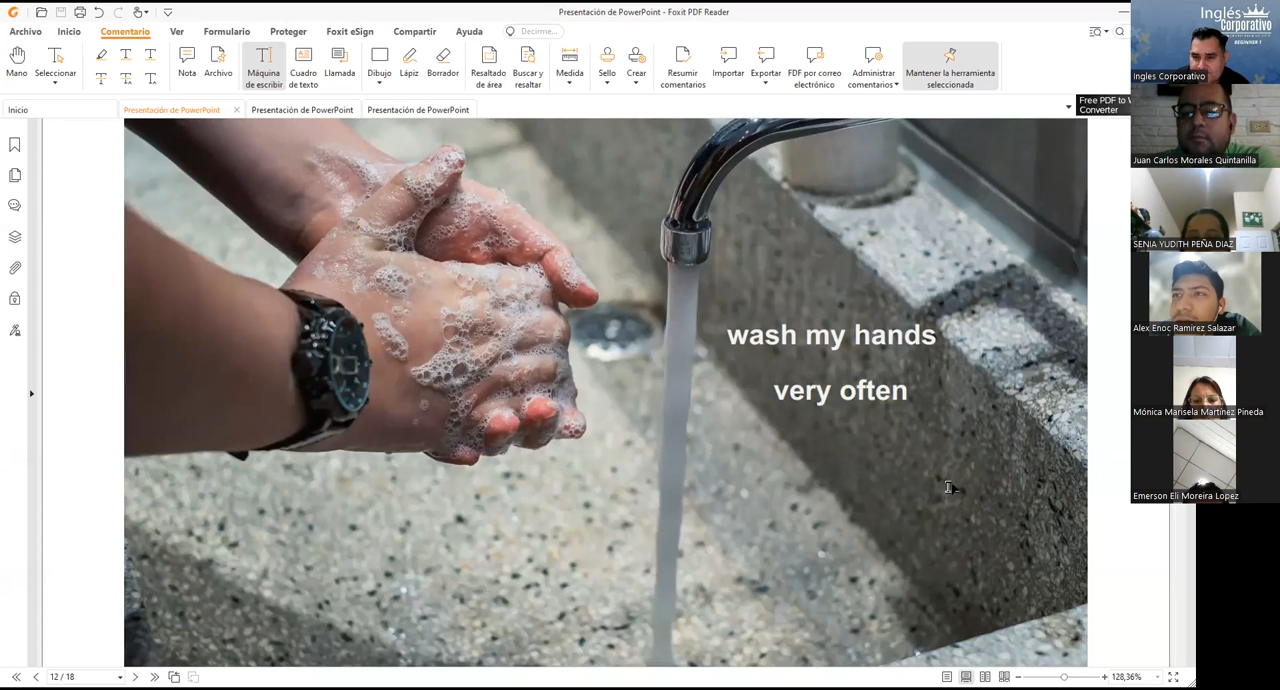 Presentación de PowerPoint - Foxit PDF Reader
Archivo Inicio Comentario Ver Formulario Proteger Foxit eSign Compartir Ayuda Decirme...
Mano Seleccionar Nota Archivo Máquina de escribir Cuadro de texto Llamada Dibujo Lápiz Borrador Resaltado de área Buscar y resaltar Medida Sello Crear Resumir comentarios Importar Exportar PDF por correo electrónico Administrar comentarios Mantener la herramienta seleccionada
Inicio Presentación de PowerPoint Presentación de PowerPoint Presentación de PowerPoint
Free PDF to W
Converter
wash my hands
very often
12 / 18
128,36%
Inglés
Corporativo
BEGINNER 1
Ingles Corporativo
Juan Carlos Morales Quintanilla
SENIA YUDITH PEÑA DIAZ
Alex Enoc Ramirez Salazar
Mónica Marisela Martínez Pineda
Emerson Eli Moreira Lopez